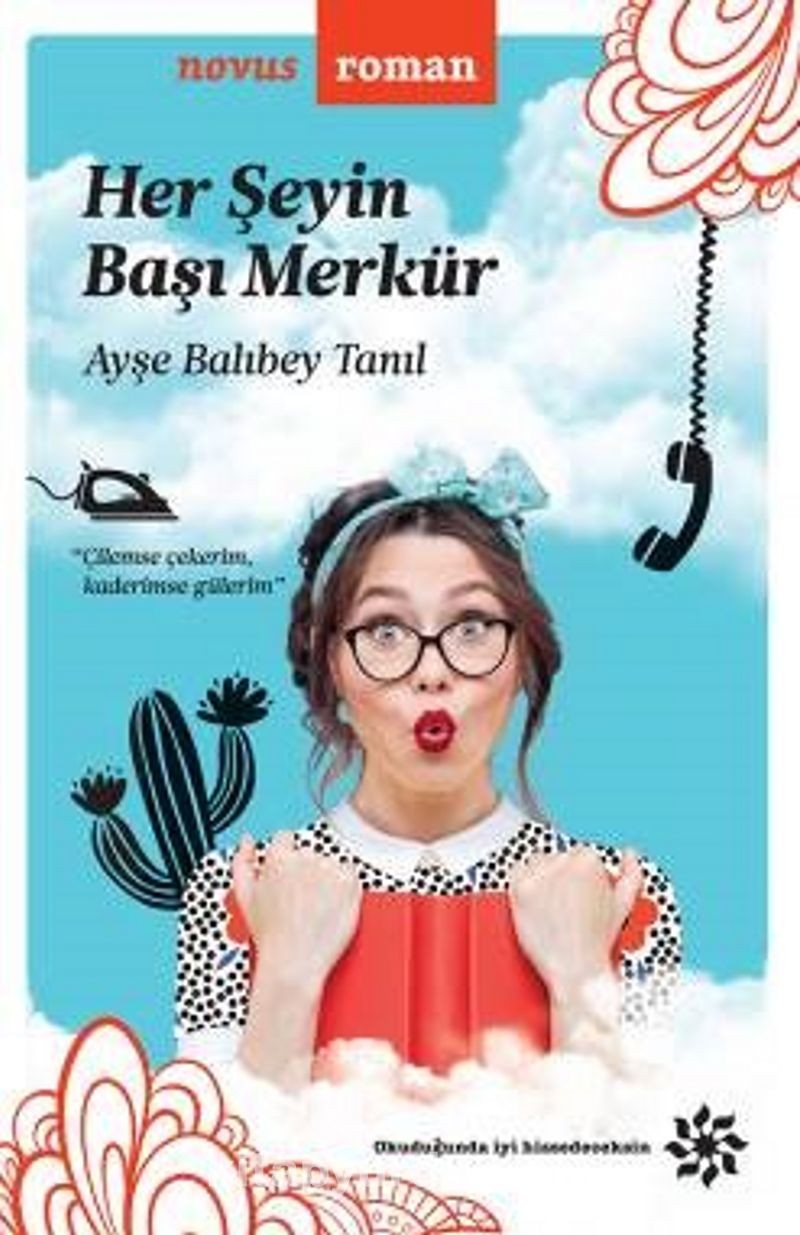 novus roman
Her Şeyin
Başı Merkür
Ayşe Balıbey Tanıl
“Çilemse çekerim,
kaderimse gülerim”
Okuduğunda iyi hissedeceksin